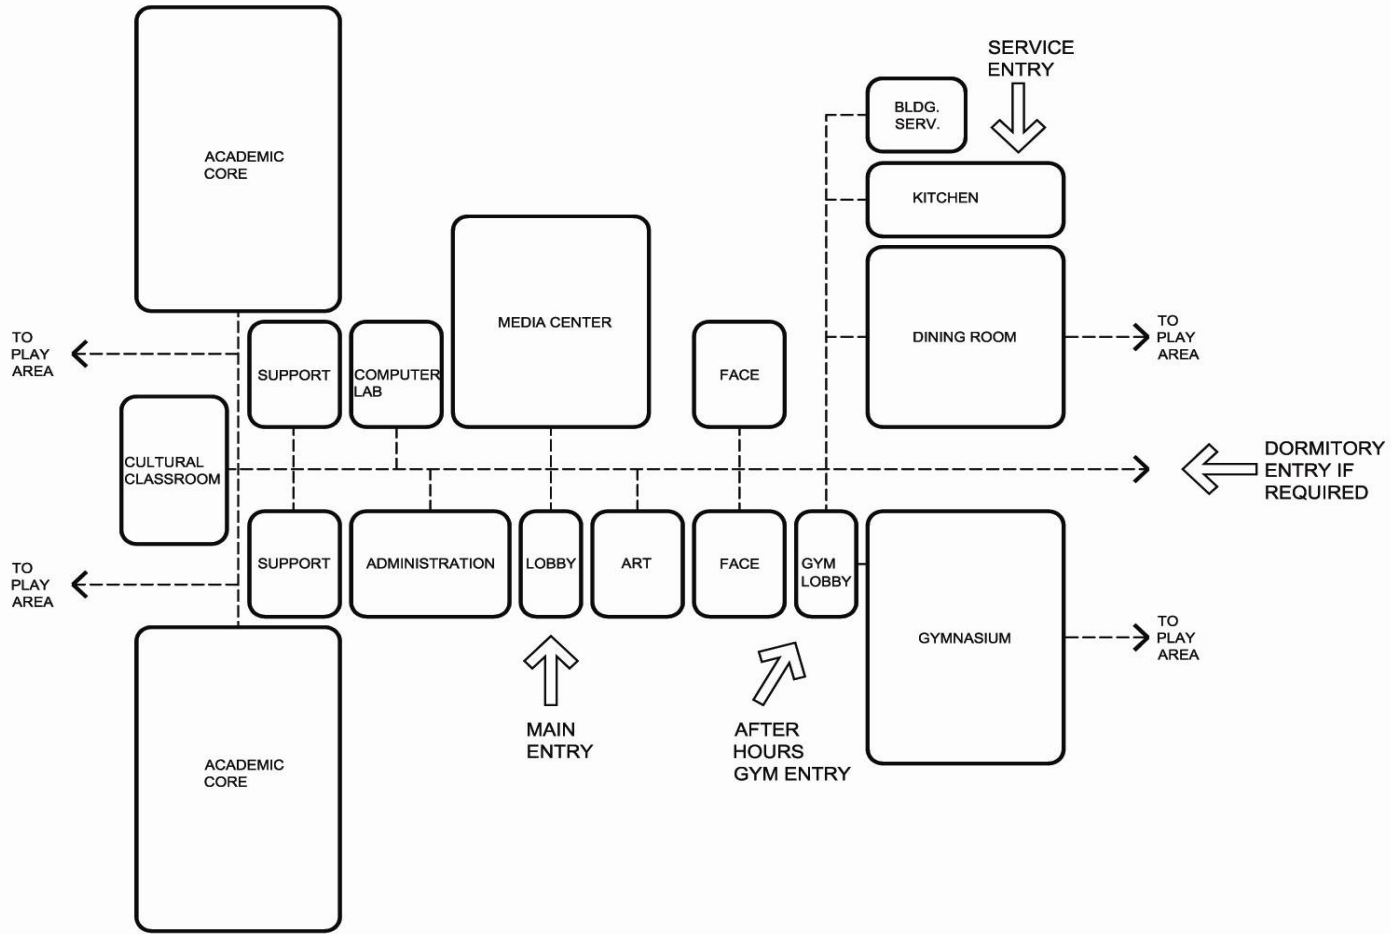 SERVICE
ENTRY
BLDG.
SERV.
ACADEMIC
CORE
KITCHEN
MEDIA CENTER
TO
PLAY
AREA
SUPPORT
COMPUTER
LAB
FACE
DINING ROOM
TO
PLAY
AREA
CULTURAL
CLASSROOM
DORMITORY
ENTRY IF
REQUIRED
TO
PLAY
AREA
SUPPORT
ADMINISTRATION
LOBBY
ART
FACE
GYM
LOBBY
GYMNASIUM
TO
PLAY
AREA
MAIN
ENTRY
AFTER
HOURS
GYM ENTRY
ACADEMIC
CORE